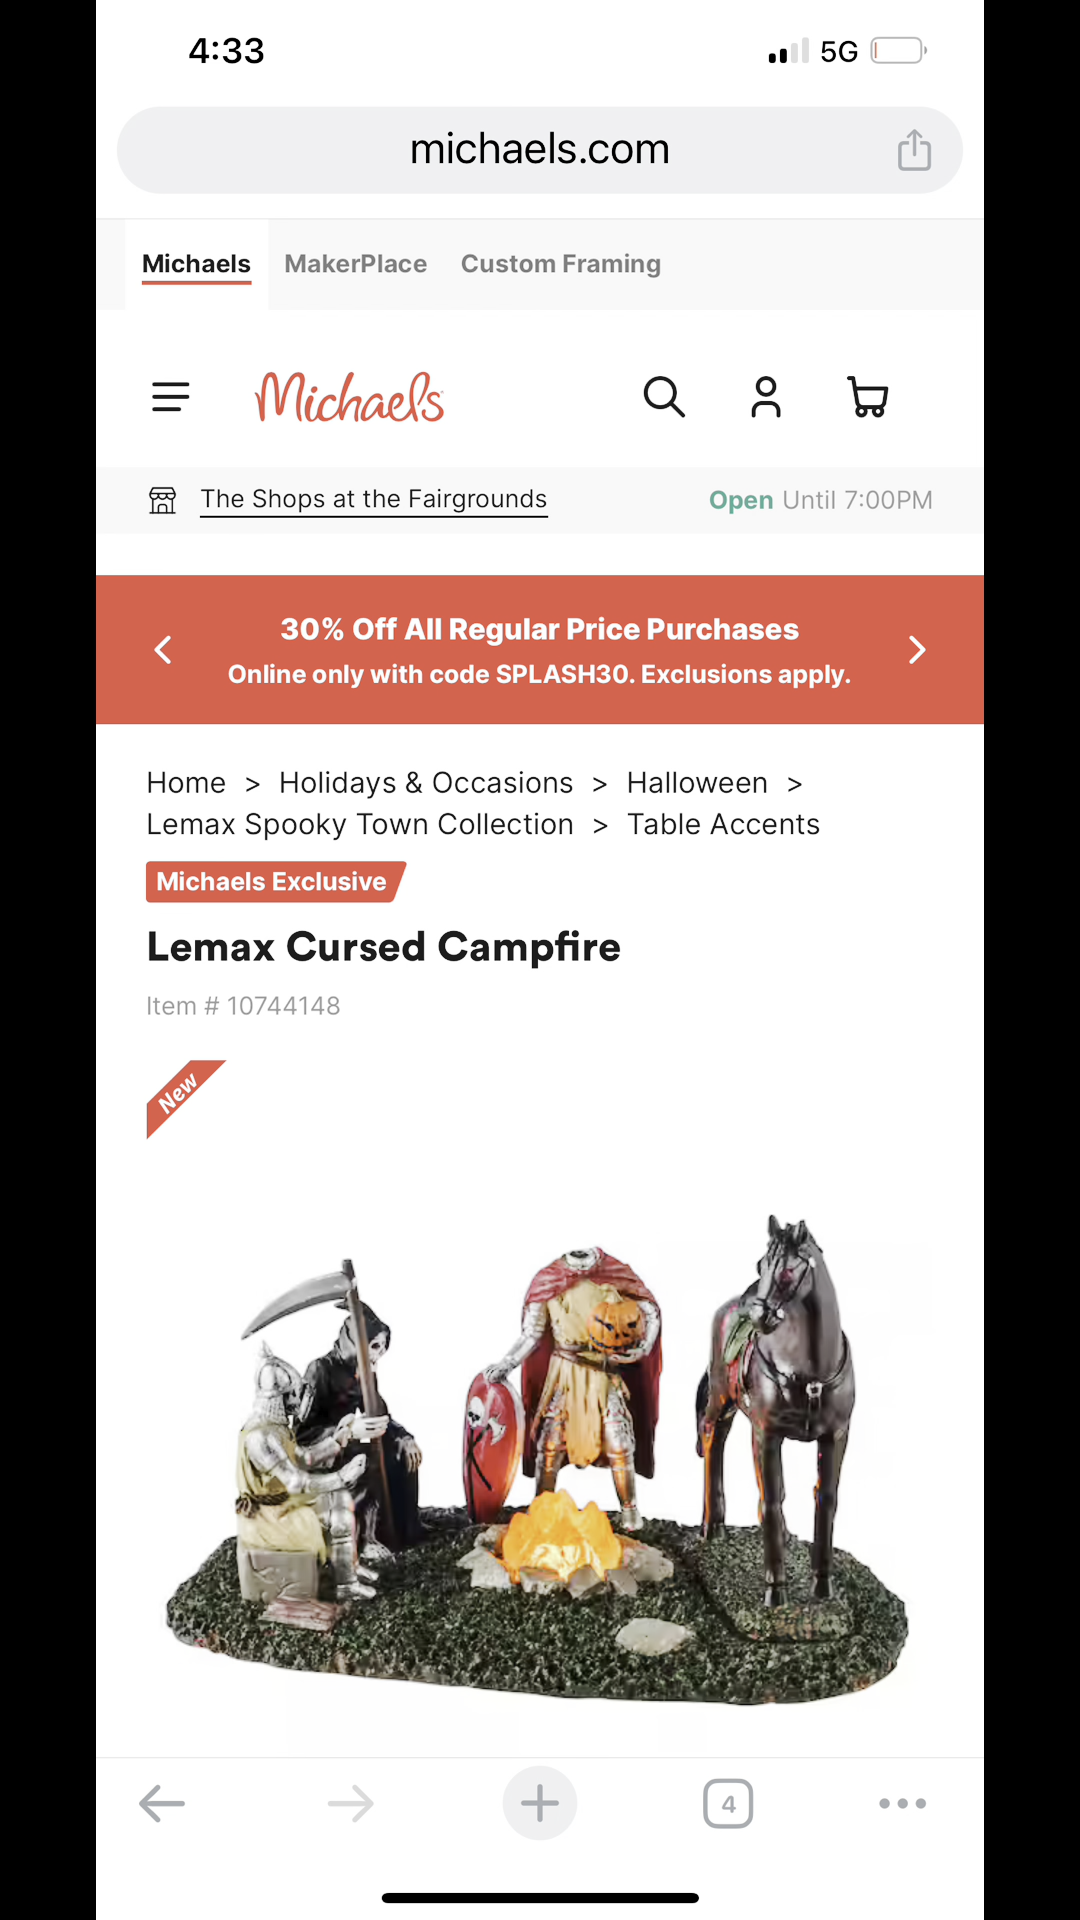 4:33
5G
michaels.com
Michaels MakerPlace Custom Framing
Michaels
The Shops at the Fairgrounds Open Until 7:00PM
30% Off All Regular Price Purchases
Online only with code SPLASH30. Exclusions apply.
Home > Holidays & Occasions > Halloween >
Lemax Spooky Town Collection > Table Accents
Michaels Exclusive
Lemax Cursed Campfire
Item # 10744148
New
4